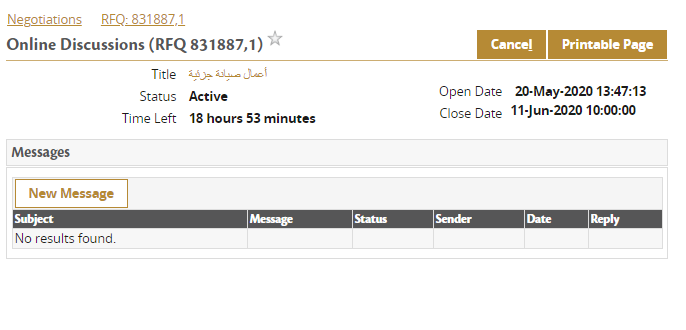 Negotiations RFQ: 831887,1
Online Discussions (RFQ 831887,1)
Cancel Printable Page
Title أعمال صيانة جزئية
Status Active
Time Left 18 hours 53 minutes
Open Date 20-May-2020 13:47:13
Close Date 11-Jun-2020 10:00:00
Messages
New Message
Subject Message Status Sender Date Reply
No results found.